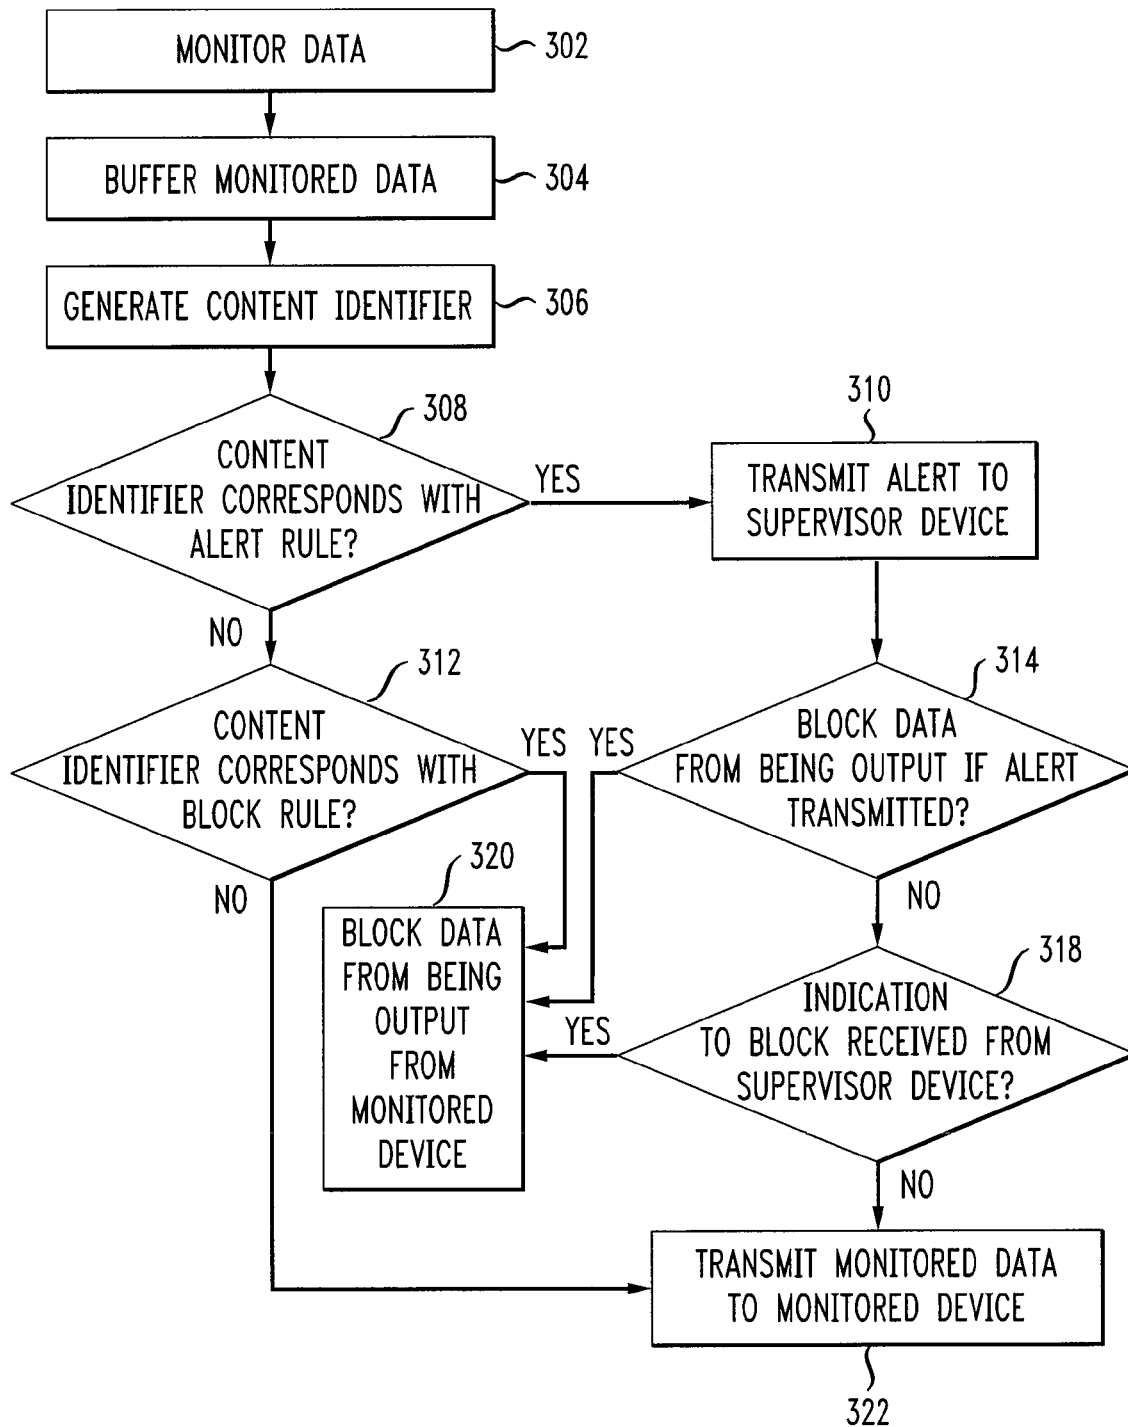 MONITOR DATA
302
BUFFER MONITORED DATA
304
GENERATE CONTENT IDENTIFIER
306
308
CONTENT
IDENTIFIER CORRESPONDS WITH
ALERT RULE?
YES
NO
310
TRANSMIT ALERT TO
SUPERVISOR DEVICE
312
CONTENT
IDENTIFIER CORRESPONDS WITH
BLOCK RULE?
YES
NO
314
BLOCK DATA
FROM BEING OUTPUT IF ALERT
TRANSMITTED?
YES
NO
320
BLOCK DATA
FROM BEING
OUTPUT
FROM
MONITORED
DEVICE
318
INDICATION
TO BLOCK RECEIVED FROM
SUPERVISOR DEVICE?
YES
NO
TRANSMIT MONITORED DATA
TO MONITORED DEVICE
322